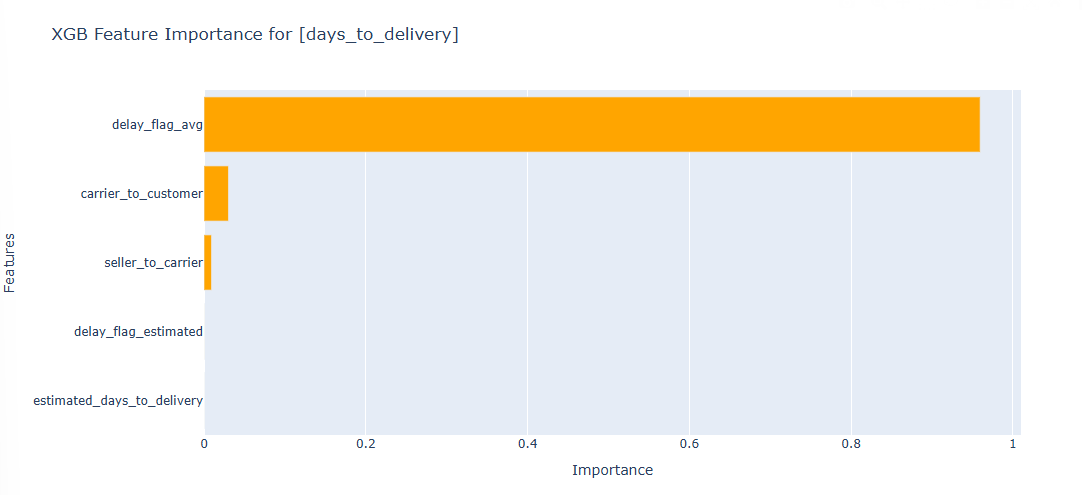 XGB Feature Importance for [days_to_delivery]
Features
delay_flag_avg
carrier_to_customer
seller_to_carrier
delay_flag_estimated
estimated_days_to_delivery
0 0.2 0.4 0.6 0.8 1
Importance